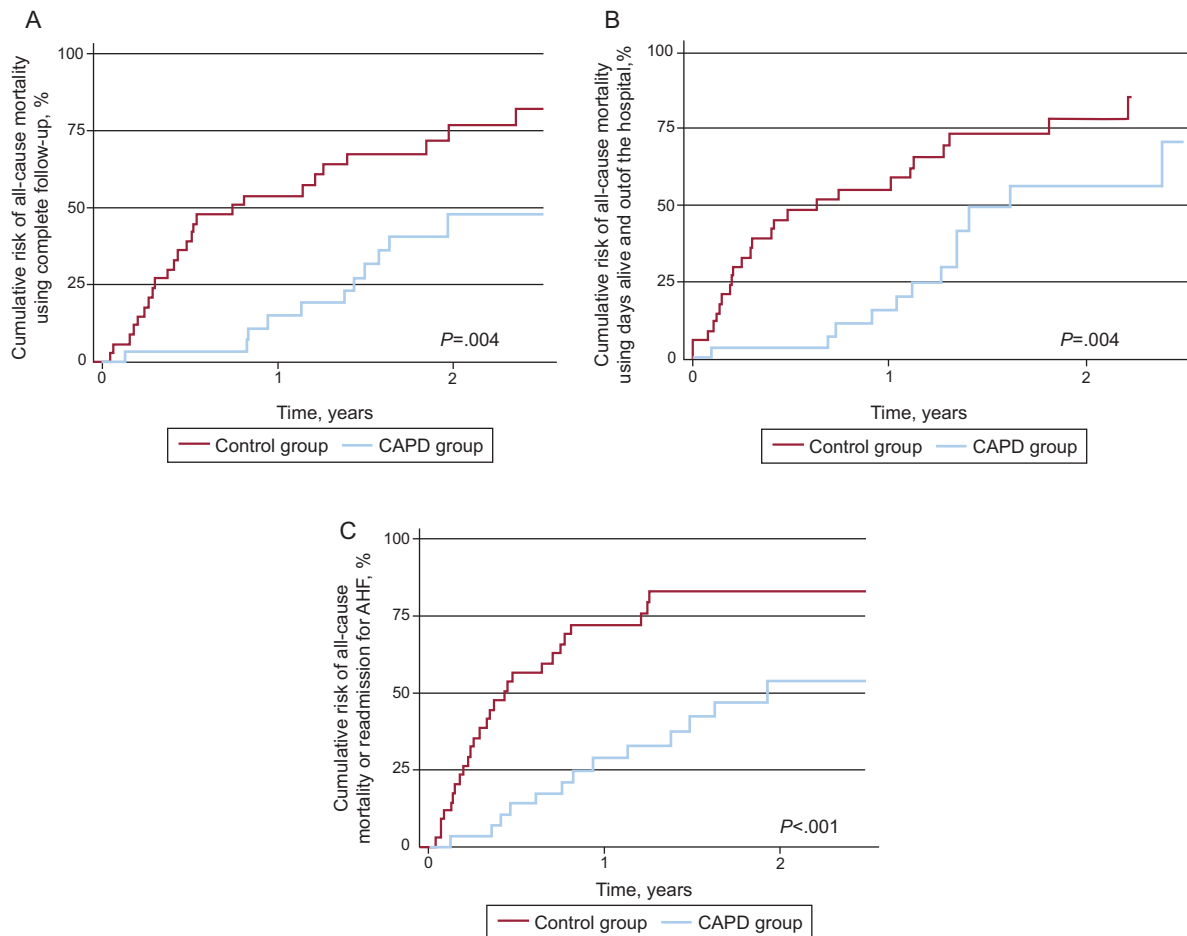 A
Cumulative risk of all-cause mortality
using complete follow-up, %
100
75
50
25
0
0
1
2
P=.004
Time, years
Control group
CAPD group
B
Cumulative risk of all-cause mortality
using days alive and outof the hospital,%
100
75
50
25
0
0
1
2
P=.004
Time, years
Control group
CAPD group
C
Cumulative risk of all-cause
mortality or readmission for AHF, %
100
75
50
25
0
0
1
2
P<.001
Time, years
Control group
CAPD group